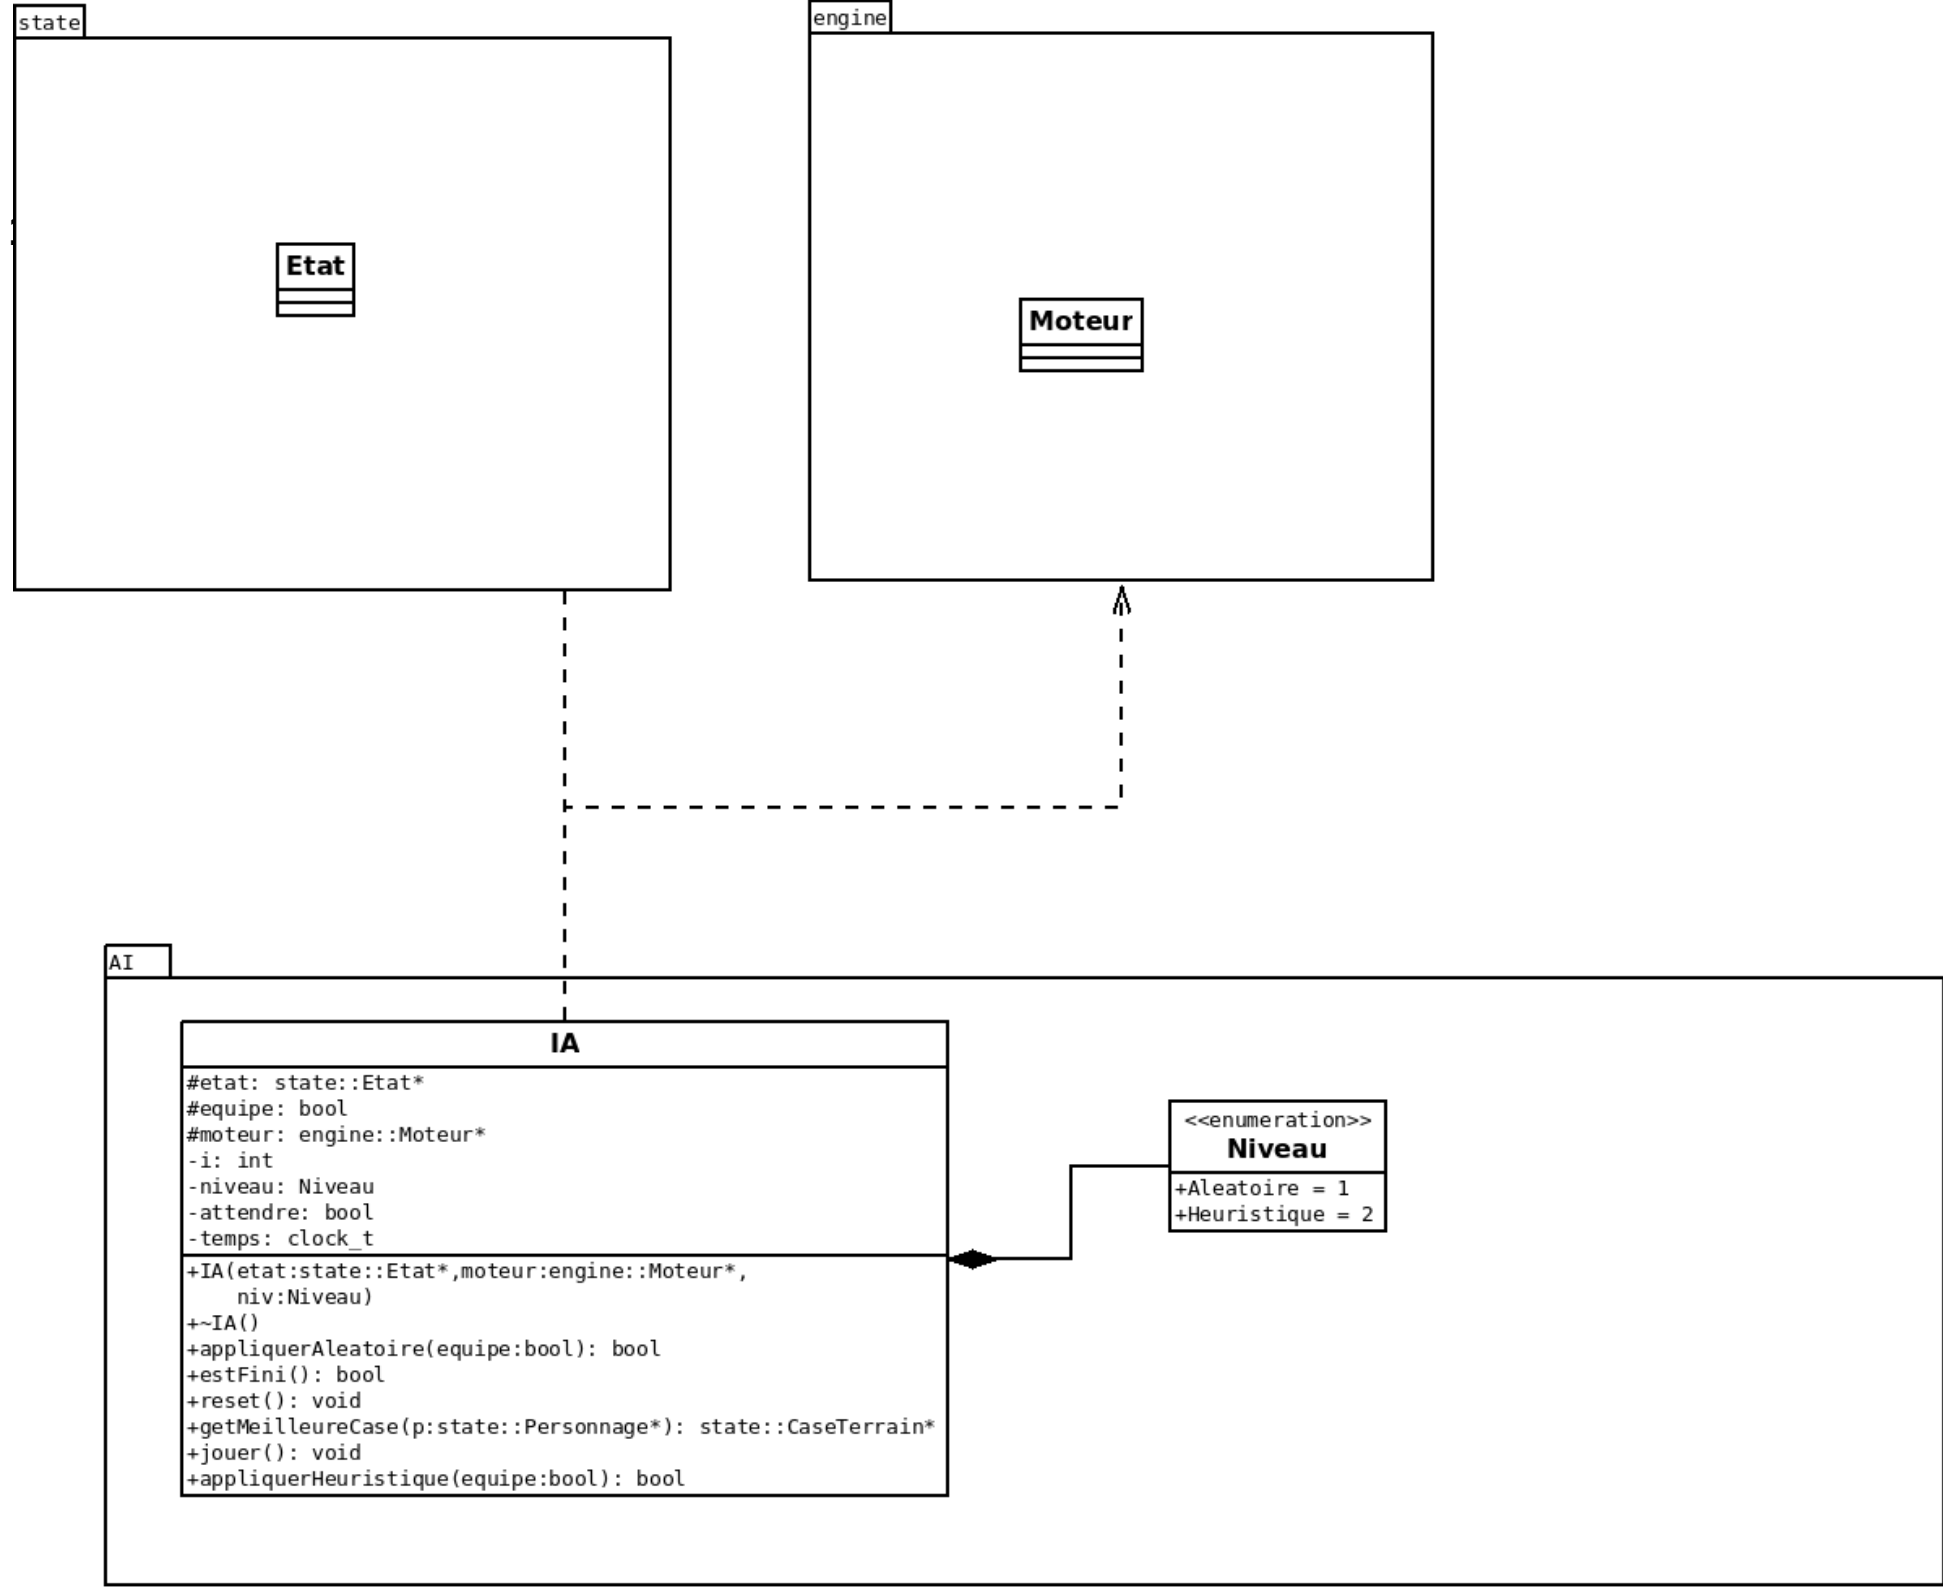 state
engine
Etat
Moteur
AI
IA
#etat: state::Etat*
#equipe: bool
#moteur: engine::Moteur*
-i: int
-niveau: Niveau
-attendre: bool
-temps: clock_t
+IA(etat:state::Etat*,moteur:engine::Moteur*,
niv:Niveau)
+~IA()
+appliquerAleatoire(equipe:bool): bool
+estFini(): bool
+reset(): void
+getMeilleureCase(p:state::Personnage*): state::CaseTerrain*
+jouer(): void
+appliquerHeuristique(equipe:bool): bool
<<enumeration>>
Niveau
+Aleatoire = 1
+Heuristique = 2